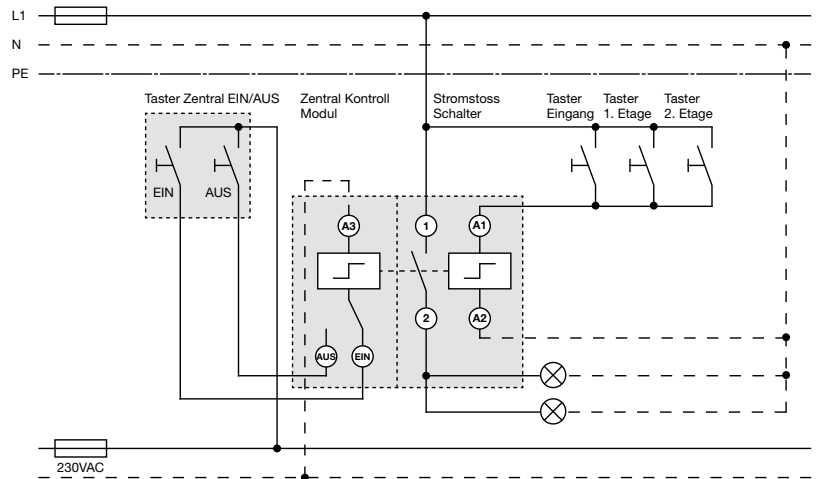 L1
N
PE
Taster Zentral EIN/AUS
Zentral Kontroll
Modul
Stromstoss
Schalter
Taster
Eingang
Taster
1. Etage
Taster
2. Etage
EIN
AUS
A3
1
A1
2
A2
AUS
EIN
230VAC